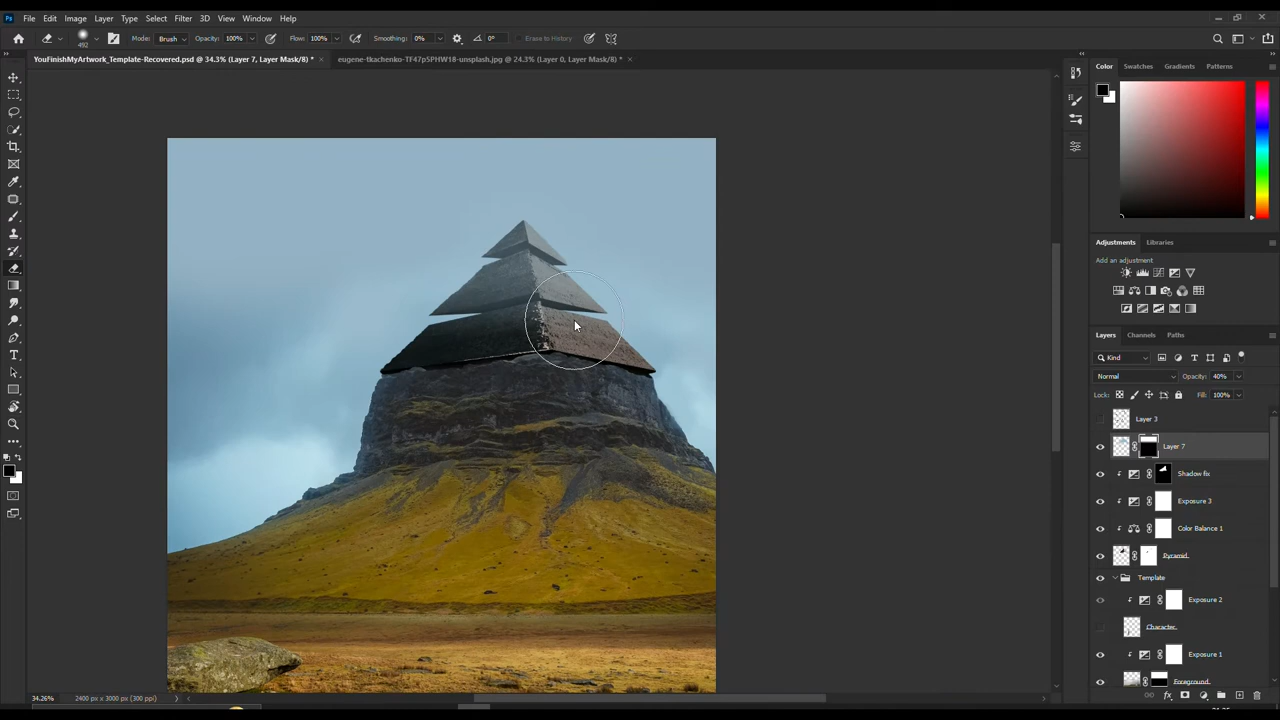 Ps File Edit Image Layer Type Select Filter 3D View Window Help
492 Mode: Brush Opacity: 100% Flow: 100% Smoothing: 0% 0° Erase to History
YouFinishMyArtwork_Template-Recovered.psd @ 34.3% (Layer 7, Layer Mask/8) * × eugene-tkachenko-TF47p5PHW18-unsplash.jpg @ 24.3% (Layer 0, Layer Mask/8) * ×
Color Swatches Gradients Patterns
Adjustments Libraries
Add an adjustment
Layers Channels Paths
Kind
Normal Opacity: 40%
Lock: Fill: 100%
Layer 3
Layer 7
Shadow fix
Exposure 3
Color Balance 1
Pyramid
Template
Exposure 2
Character
Exposure 1
Foreground
34.26% 2400 px x 3000 px (300 ppi)